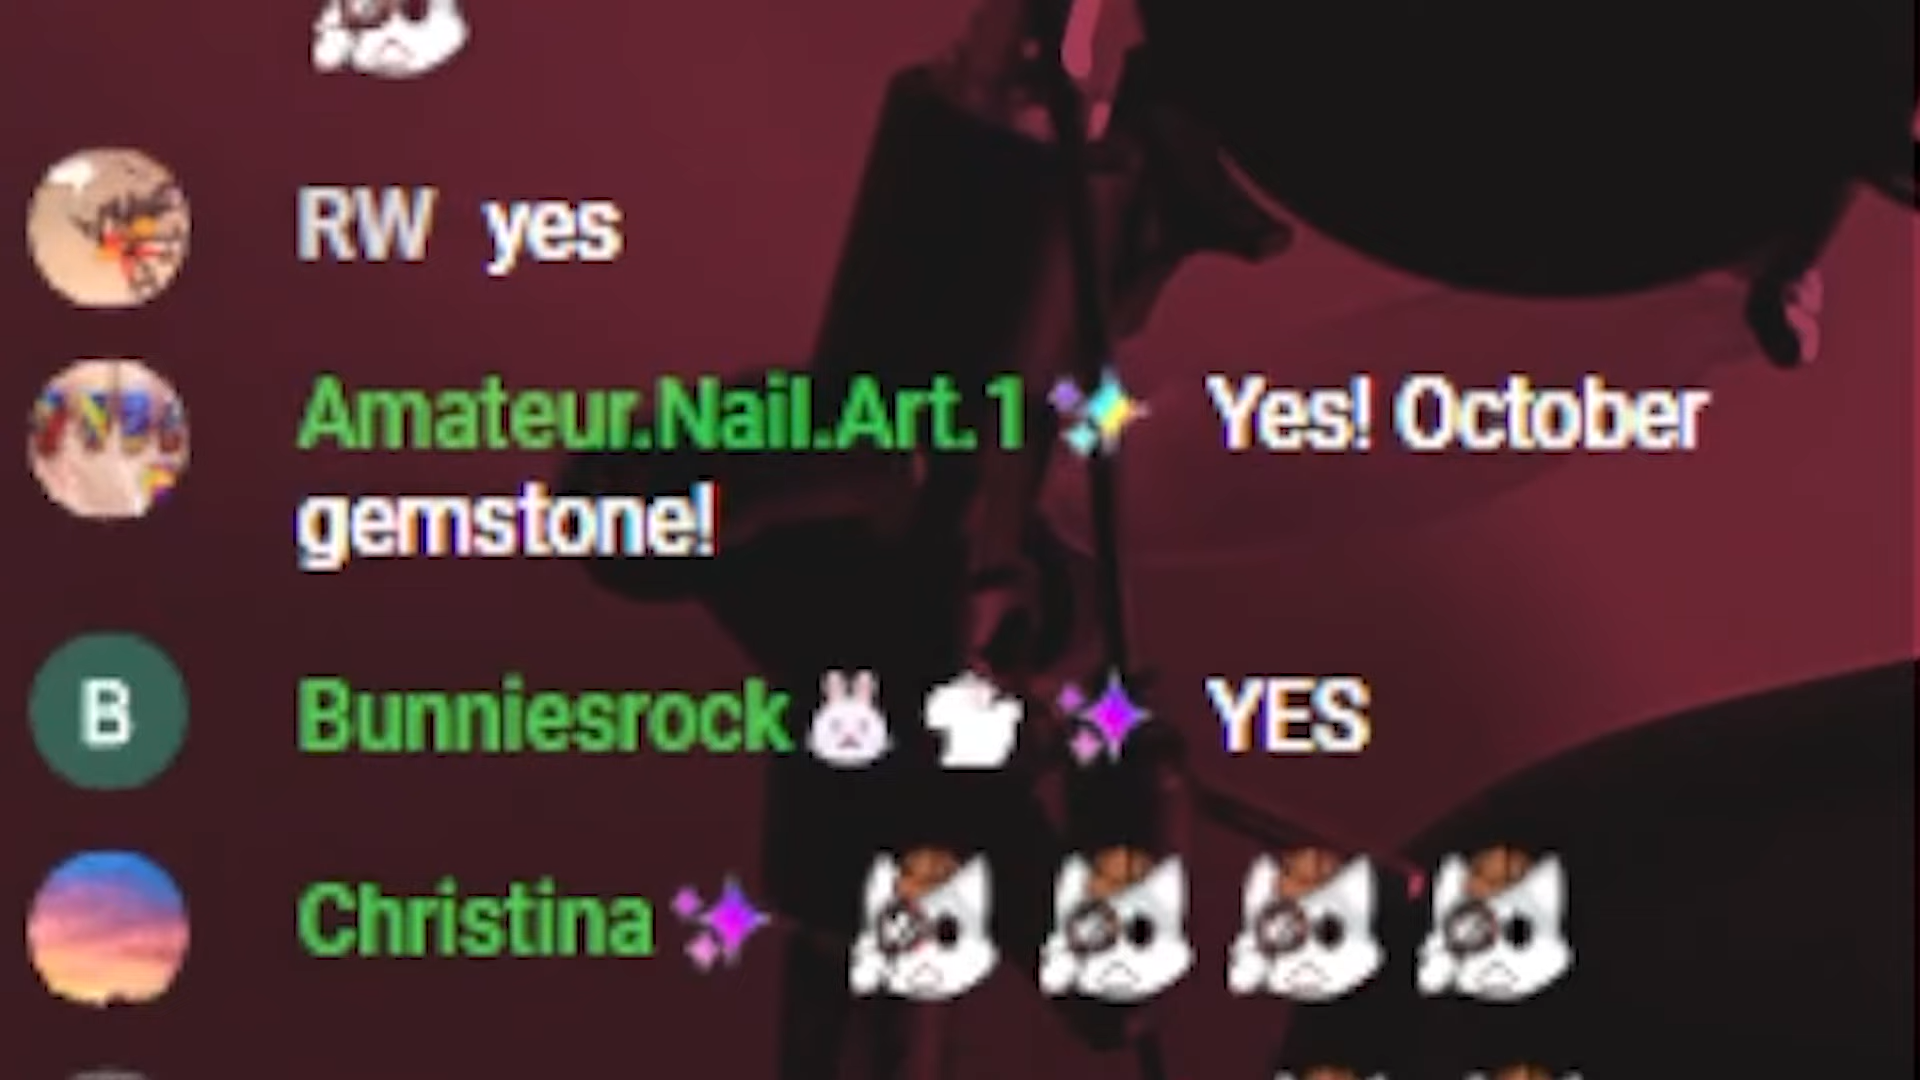 RW yes
Amateur.Nail.Art.1 Yes! October
gemstone!
B
Bunniesrock YES
Christina